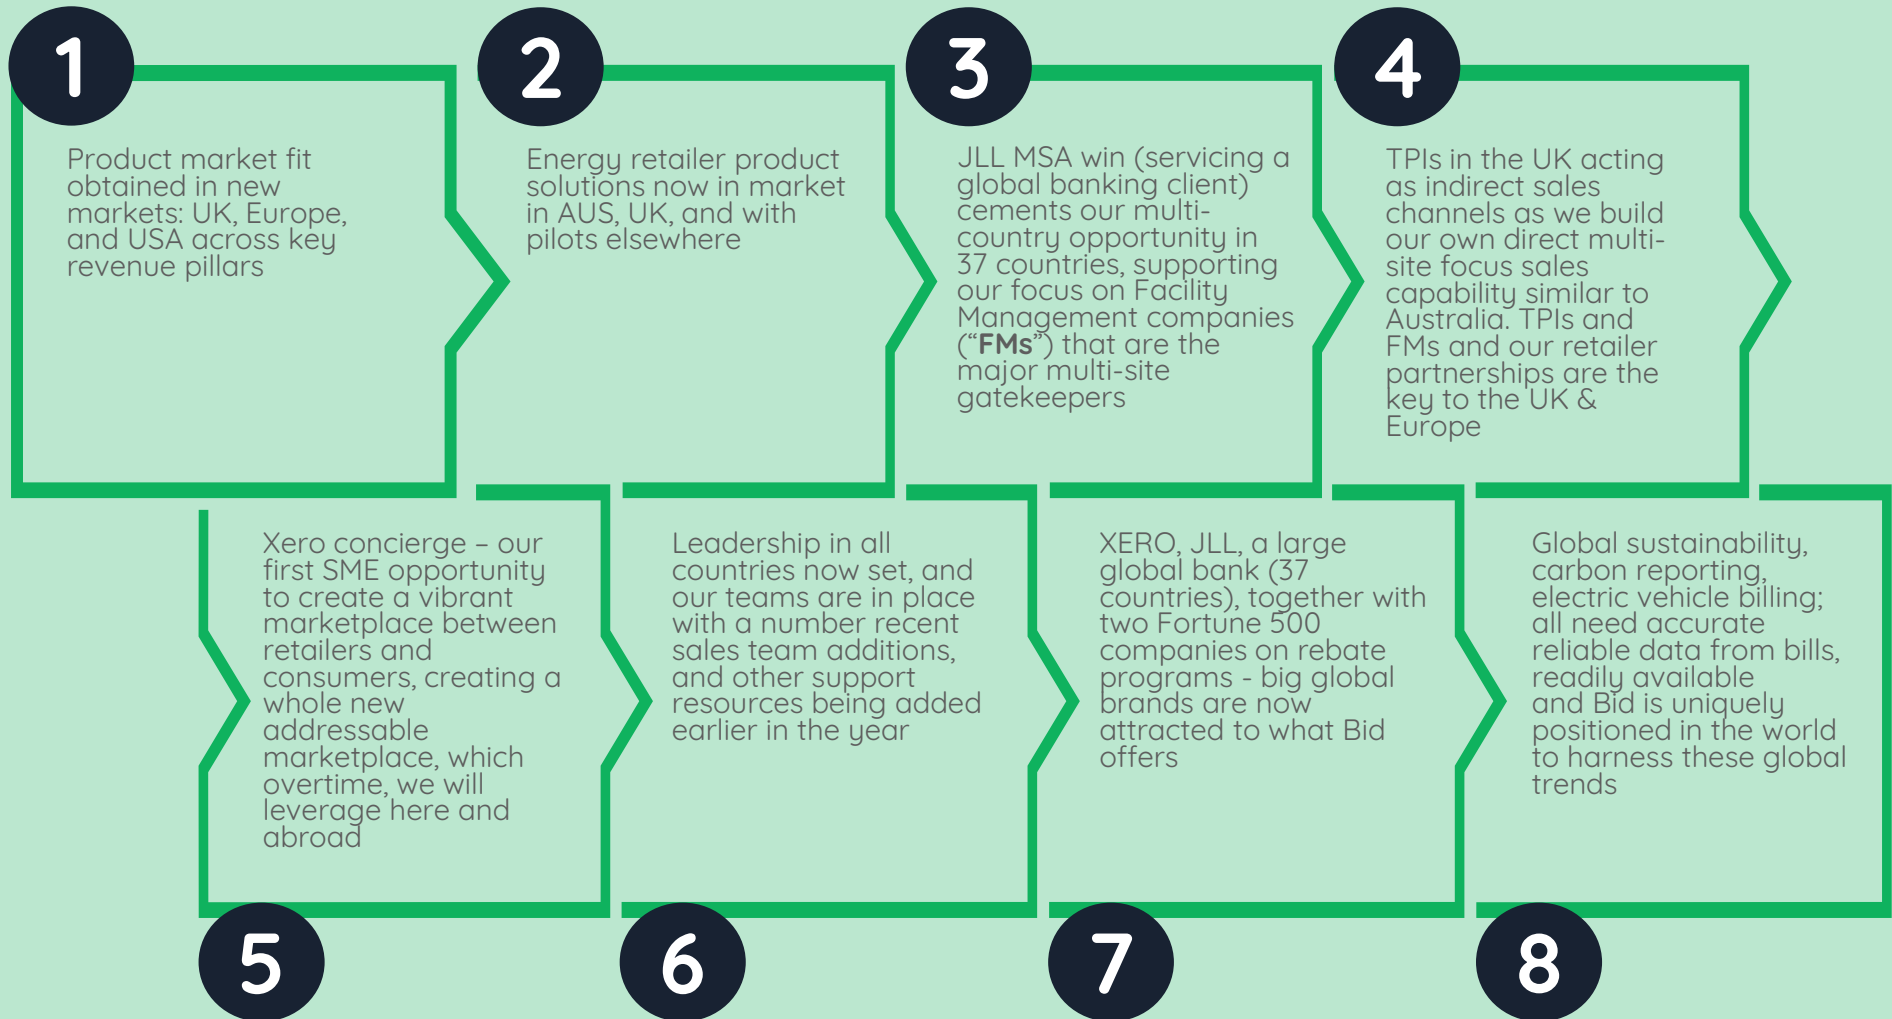 1
Product market fit
obtained in new
markets: UK, Europe,
and USA across key
revenue pillars
2
Energy retailer product
solutions now in market
in AUS, UK, and with
pilots elsewhere
3
JLL MSA win (servicing a
global banking client)
cements our multi-
country opportunity in
37 countries, supporting
our focus on Facility
Management companies
(“FMs”) that are the
major multi-site
gatekeepers
4
TPIs in the UK acting
as indirect sales
channels as we build
our own direct multi-
site focus sales
capability similar to
Australia. TPIs and
FMs and our retailer
partnerships are the
key to the UK &
Europe
Xero concierge – our
first SME opportunity
to create a vibrant
marketplace between
retailers and
consumers, creating a
whole new
addressable
marketplace, which
overtime, we will
leverage here and
abroad
5
Leadership in all
countries now set, and
our teams are in place
with a number recent
sales team additions,
and other support
resources being added
earlier in the year
6
XERO, JLL, a large
global bank (37
countries), together with
two Fortune 500
companies on rebate
programs - big global
brands are now
attracted to what Bid
offers
7
Global sustainability,
carbon reporting,
electric vehicle billing;
all need accurate
reliable data from bills,
readily available
and Bid is uniquely
positioned in the world
to harness these global
trends
8